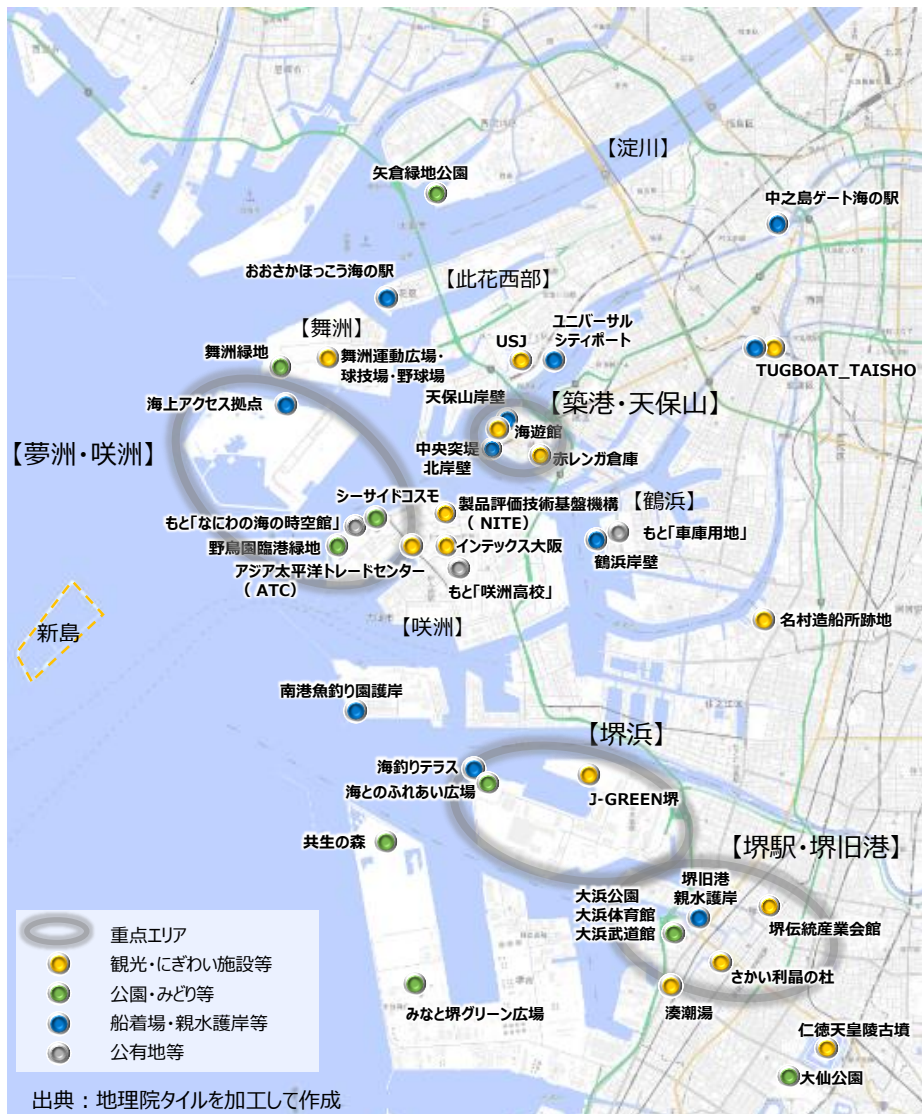 【淀川】
矢倉緑地公園
中之島ゲート海の駅
おおさかほっこう海の駅
【此花西部】
【舞洲】
舞洲緑地
舞洲運動広場・
球技場・野球場
USJ
ユニバーサル
シティポート
TUGBOAT_TAISHO
海上アクセス拠点
天保山岸壁
【築港・天保山】
海遊館
中央突堤
北岸壁
赤レンガ倉庫
【夢洲・咲洲】
シーサイドコスモ
製品評価技術基盤機構
（ NITE）
【鶴浜】
もと「なにわの海の時空館」
もと「車庫用地」
野鳥園臨港緑地
インテックス大阪
鶴浜岸壁
アジア太平洋トレードセンター
（ ATC）
もと「咲洲高校」
【咲洲】
新島
名村造船所跡地
南港魚釣り園護岸
【堺浜】
海釣りテラス
海とのふれあい広場
J-GREEN堺
共生の森
【堺駅・堺旧港】
大浜公園
大浜体育館
大浜武道館
堺旧港
親水護岸
堺伝統産業会館
さかい利晶の杜
湊潮湯
みなと堺グリーン広場
仁徳天皇陵古墳
大仙公園
重点エリア
観光・にぎわい施設等
公園・みどり等
船着場・親水護岸等
公有地等
出典：地理院タイルを加工して作成